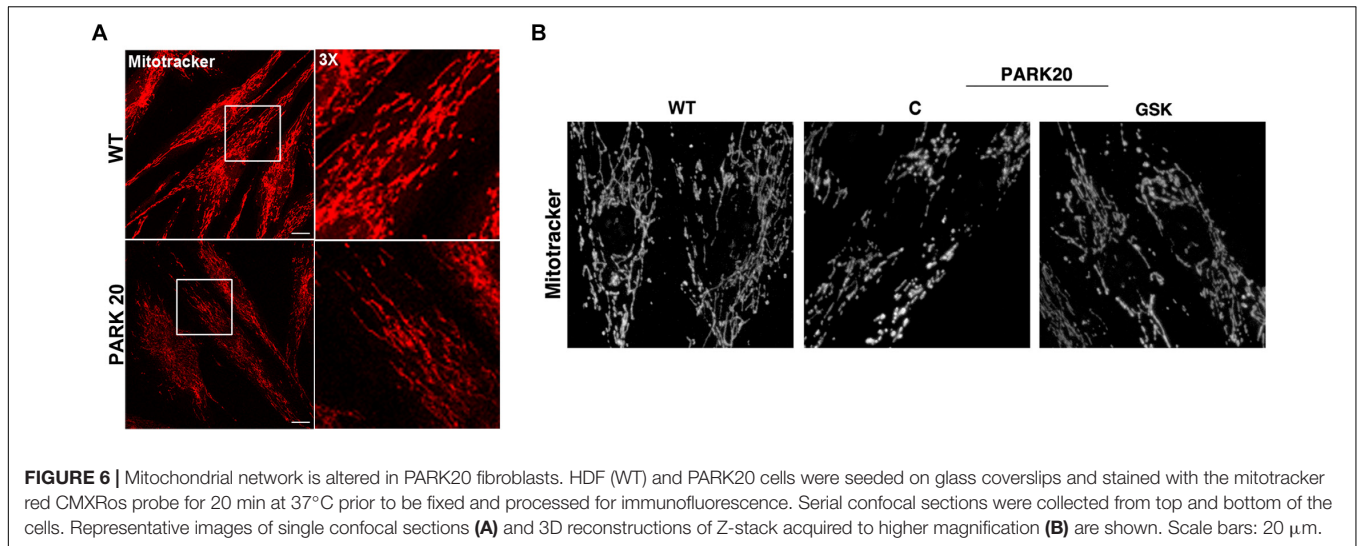 A
B
Mitotracker
3X
WT
PARK 20
PARK20
WT
C
GSK
Mitotracker
FIGURE 6 | Mitochondrial network is altered in PARK20 fibroblasts. HDF (WT) and PARK20 cells were seeded on glass coverslips and stained with the mitotracker
red CMXRos probe for 20 min at 37°C prior to be fixed and processed for immunofluorescence. Serial confocal sections were collected from top and bottom of the
cells. Representative images of single confocal sections (A) and 3D reconstructions of Z-stack acquired to higher magnification (B) are shown. Scale bars: 20 μm.